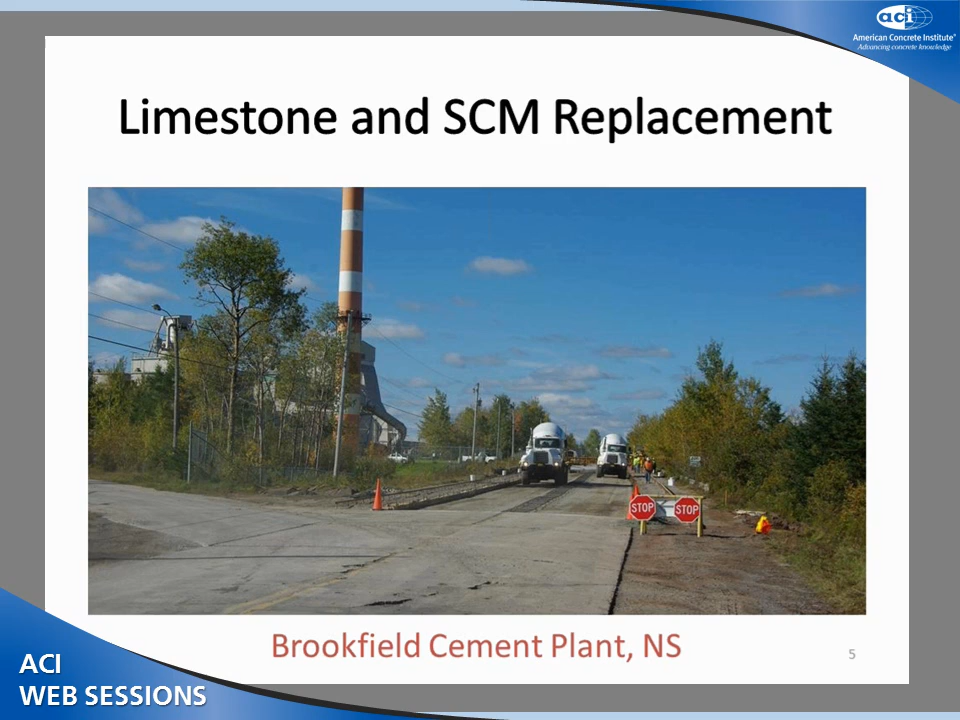 aci
American Concrete Institute®
Advancing concrete knowledge
Limestone and SCM Replacement
STOP
STOP
Brookfield Cement Plant, NS
5
ACI
WEB SESSIONS